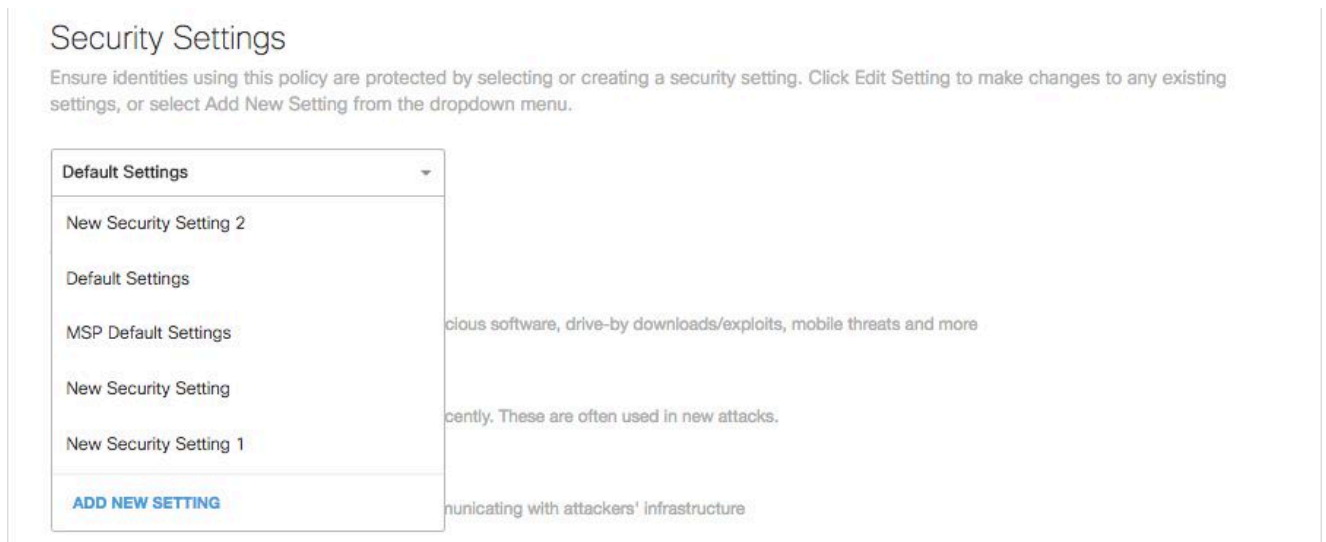 Security Settings
Ensure identities using this policy are protected by selecting or creating a security setting. Click Edit Setting to make changes to any existing
settings, or select Add New Setting from the dropdown menu.
Default Settings
New Security Setting 2
Default Settings
MSP Default Settings
cious software, drive-by downloads/exploits, mobile threats and more
New Security Setting
cently. These are often used in new attacks.
New Security Setting 1
ADD NEW SETTING
nunicating with attackers' infrastructure